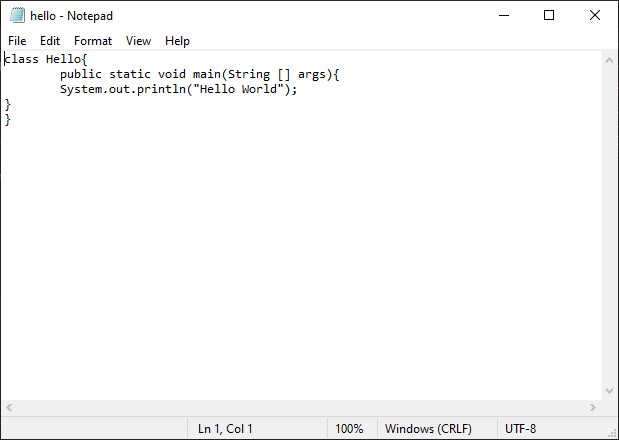 hello - Notepad
File Edit Format View Help
class Hello{
        public static void main(String [] args){
        System.out.println("Hello World");
}
}
Ln 1, Col 1 100% Windows (CRLF) UTF-8